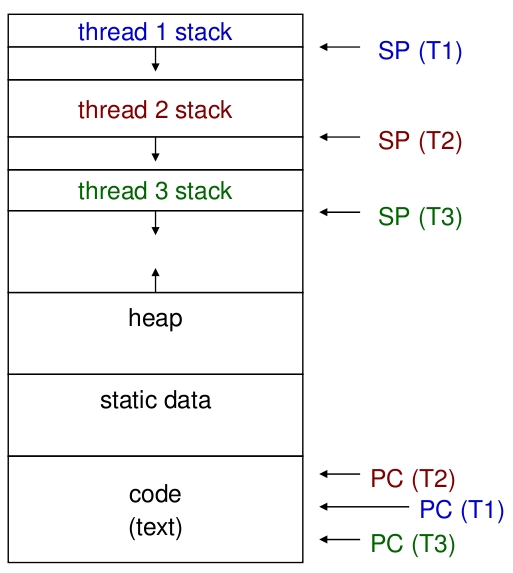 thread 1 stack
SP (T1)
thread 2 stack
SP (T2)
thread 3 stack
SP (T3)
heap
static data
code
(text)
PC (T2)
PC (T1)
PC (T3)